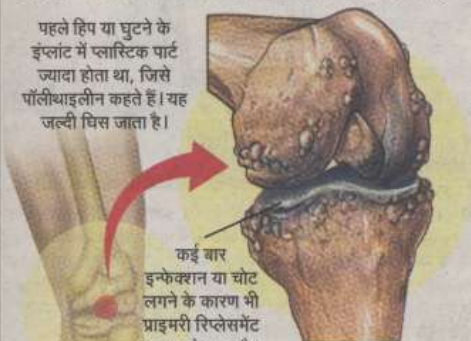 पहले हिप या घुटने के
इंप्लांट में प्लास्टिक पार्ट
ज्यादा होता था, जिसे
पॉलीथाइलीन कहते हैं। यह
जल्दी घिस जाता है।
कई बार
इन्फेक्शन या चोट
लगने के कारण भी
प्राइमरी रिप्लेसमेंट